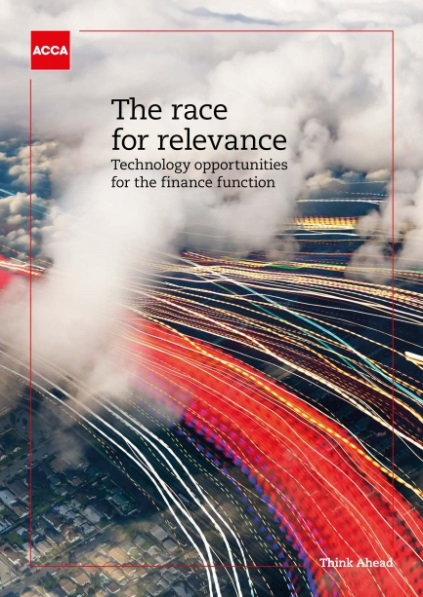 ACCA
The race
for relevance
Technology opportunities
for the finance function
Think Ahead